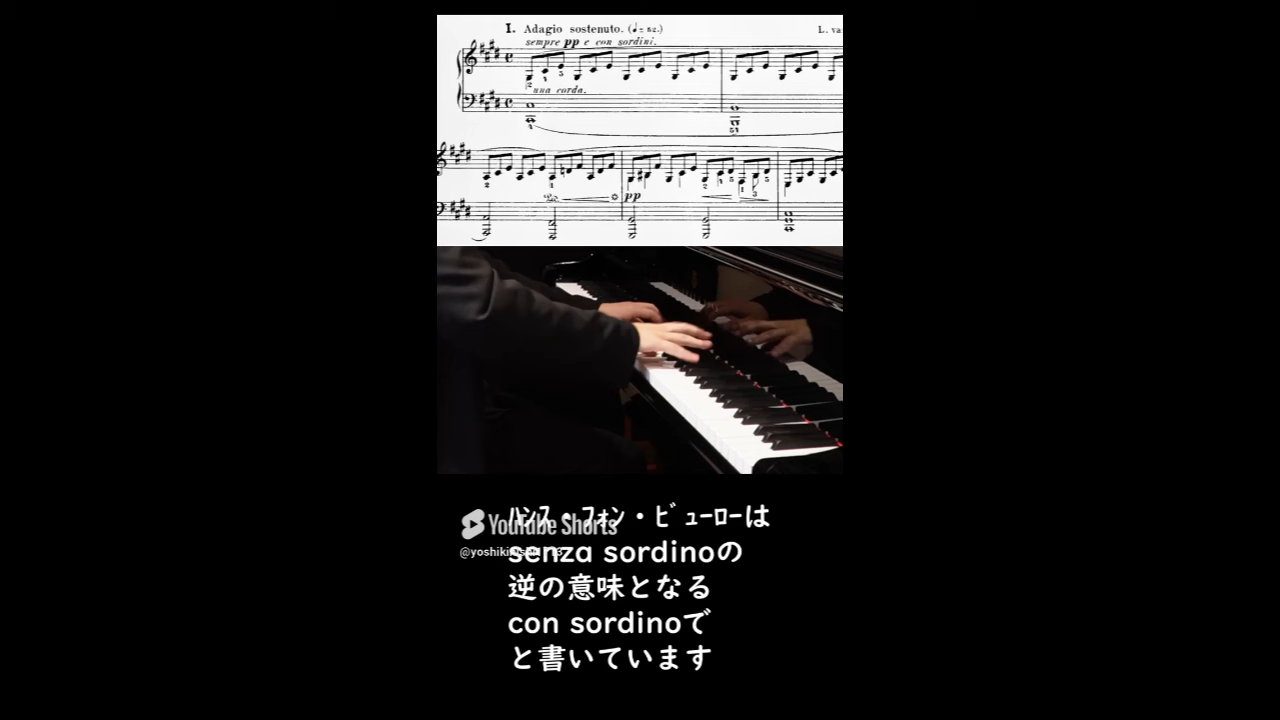 I. Adagio sostenuto. (♩= 52.)
L. va
sempre pp e con sordini.
una corda.
pp
ﾊﾝｽ・ﾌｫﾝ・ﾋﾞｭｰﾛｰは
YouTube Shorts
senza sordinoの
逆の意味となる
con sordinoで
と書いています